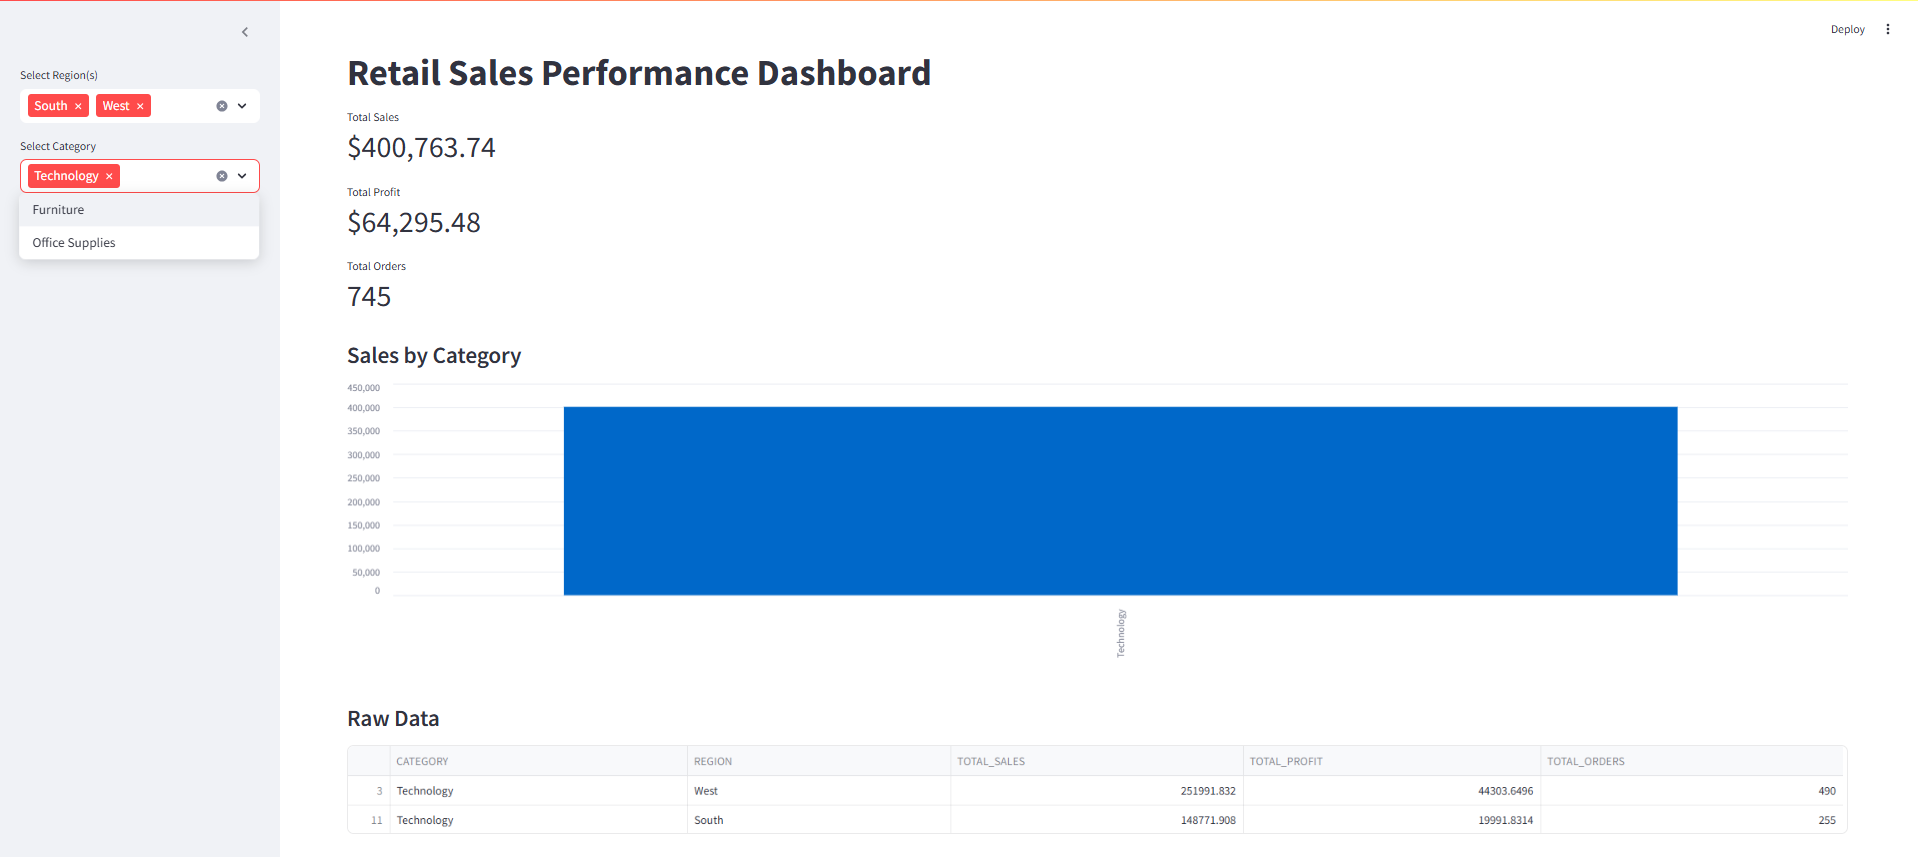 Deploy
Select Region(s)
South × West ×
Select Category
Technology ×
Furniture
Office Supplies
Retail Sales Performance Dashboard
Total Sales
$400,763.74
Total Profit
$64,295.48
Total Orders
745
Sales by Category
450,000
400,000
350,000
300,000
250,000
200,000
150,000
100,000
50,000
0
Technology
Raw Data
CATEGORY REGION TOTAL_SALES TOTAL_PROFIT TOTAL_ORDERS
3 Technology West 251991.832 44303.6496 490
11 Technology South 148771.908 19991.8314 255